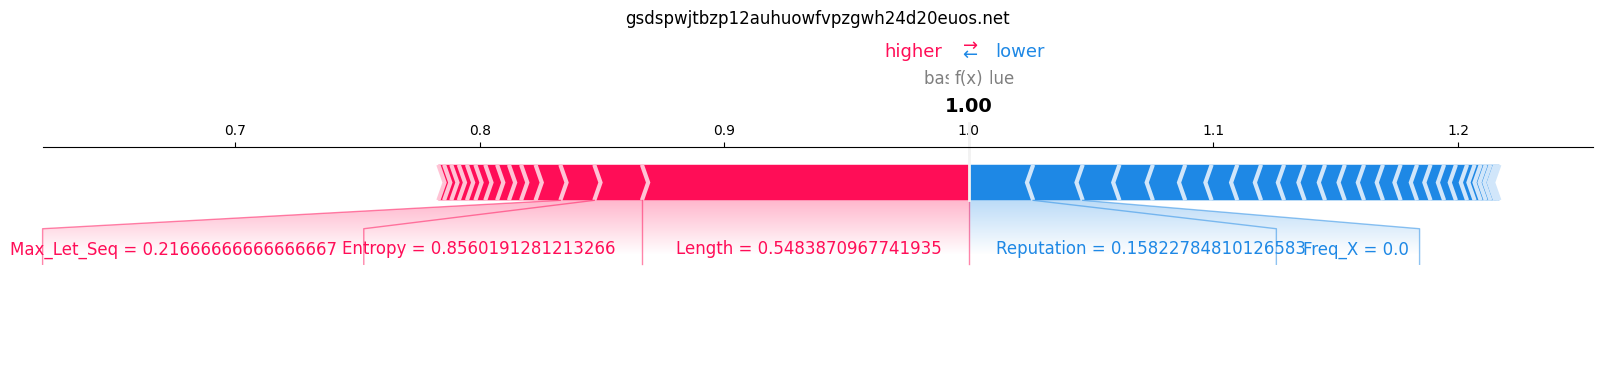 gsdspwjtbzp12auhuowfvpzgwh24d20euos.net
higher ⇄ lower
bas f(x) lue
1.00
0.7 0.8 0.9 1.0 1.1 1.2
Max_Let_Seq = 0.21666666666666667 Entropy = 0.8560191281213266 Length = 0.5483870967741935 Reputation = 0.15822784810126583 Freq_X = 0.0